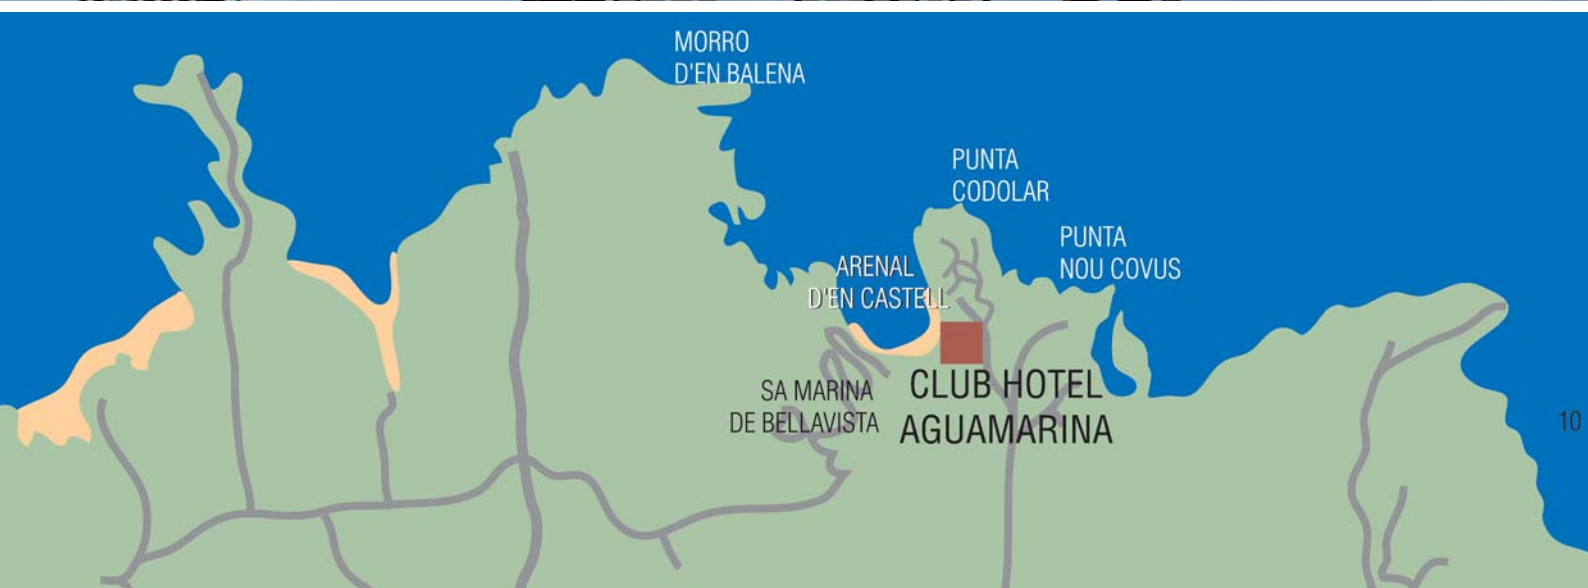 MORRO
D'EN BALENA
PUNTA
CODOLAR
PUNTA
NOU COVUS
ARENAL
D'EN CASTELL
SA MARINA
DE BELLAVISTA
CLUB HOTEL
AGUAMARINA
10